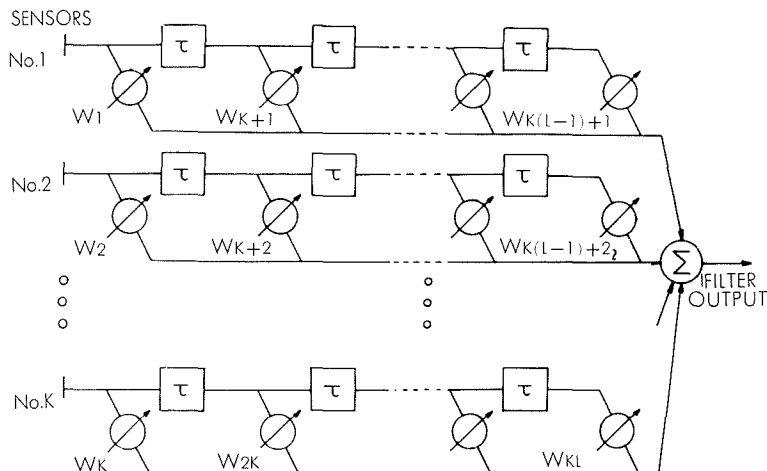 SENSORS
No.1
τ τ τ
W1 WK+1 WK(L-1)+1
No.2
τ τ τ
W2 WK+2 WK(L-1)+2
Σ
FILTER
OUTPUT
No.K
τ τ τ
WK W2K WKL